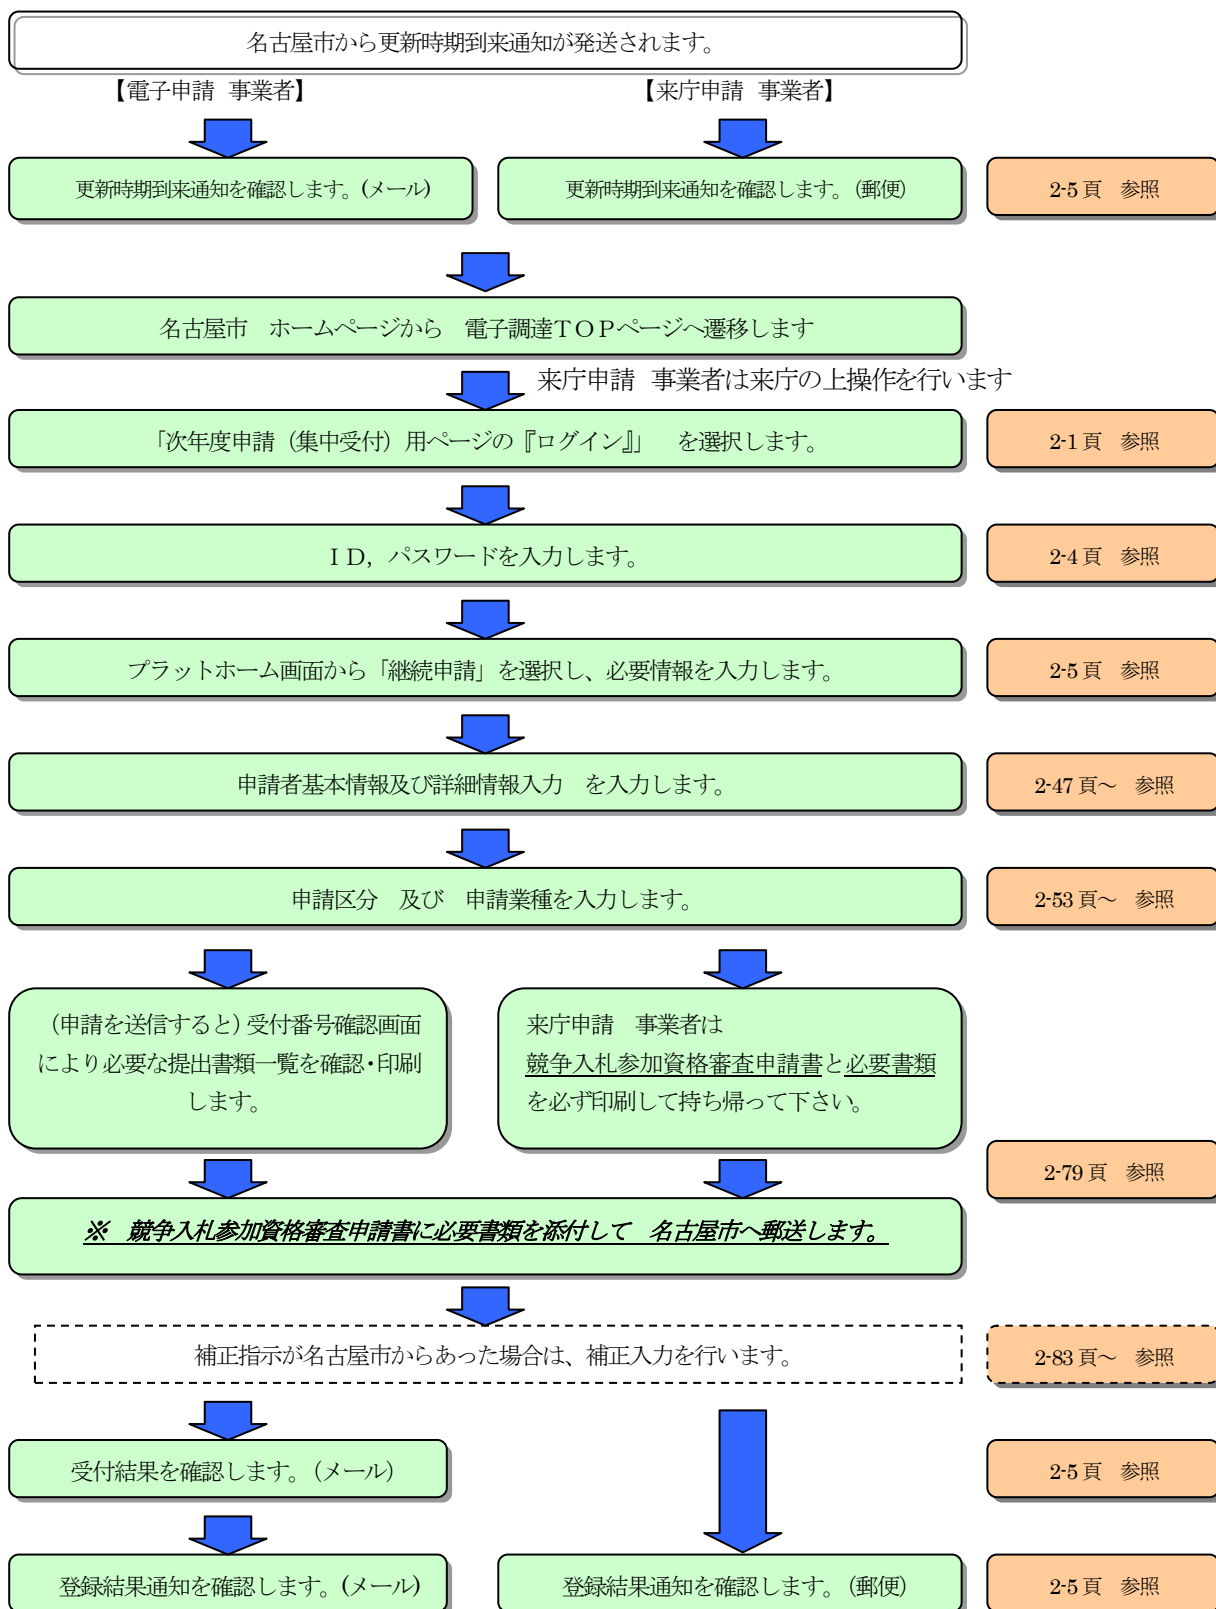 名古屋市から更新時期到来通知が発送されます。
【電子申請 事業者】
【来庁申請 事業者】
更新時期到来通知を確認します。(メール)
更新時期到来通知を確認します。(郵便)
2-5頁 参照
名古屋市 ホームページから 電子調達TOPページへ遷移します
来庁申請 事業者は来庁の上操作を行います
「次年度申請（集中受付）用ページの『ログイン』」 を選択します。
2-1頁 参照
ＩＤ，パスワードを入力します。
2-4頁 参照
プラットホーム画面から「継続申請」を選択し、必要情報を入力します。
2-5頁 参照
申請者基本情報及び詳細情報入力 を入力します。
2-47頁～ 参照
申請区分 及び 申請業種を入力します。
2-53頁～ 参照
（申請を送信すると）受付番号確認画面
により必要な提出書類一覧を確認・印刷
します。
来庁申請 事業者は
競争入札参加資格審査申請書と必要書類
を必ず印刷して持ち帰って下さい。
2-79頁 参照
※ 競争入札参加資格審査申請書に必要書類を添付して 名古屋市へ郵送します。
補正指示が名古屋市からあった場合は、補正入力を行います。
2-83頁～ 参照
受付結果を確認します。（メール）
2-5頁 参照
登録結果通知を確認します。(メール)
登録結果通知を確認します。（郵便）
2-5頁 参照